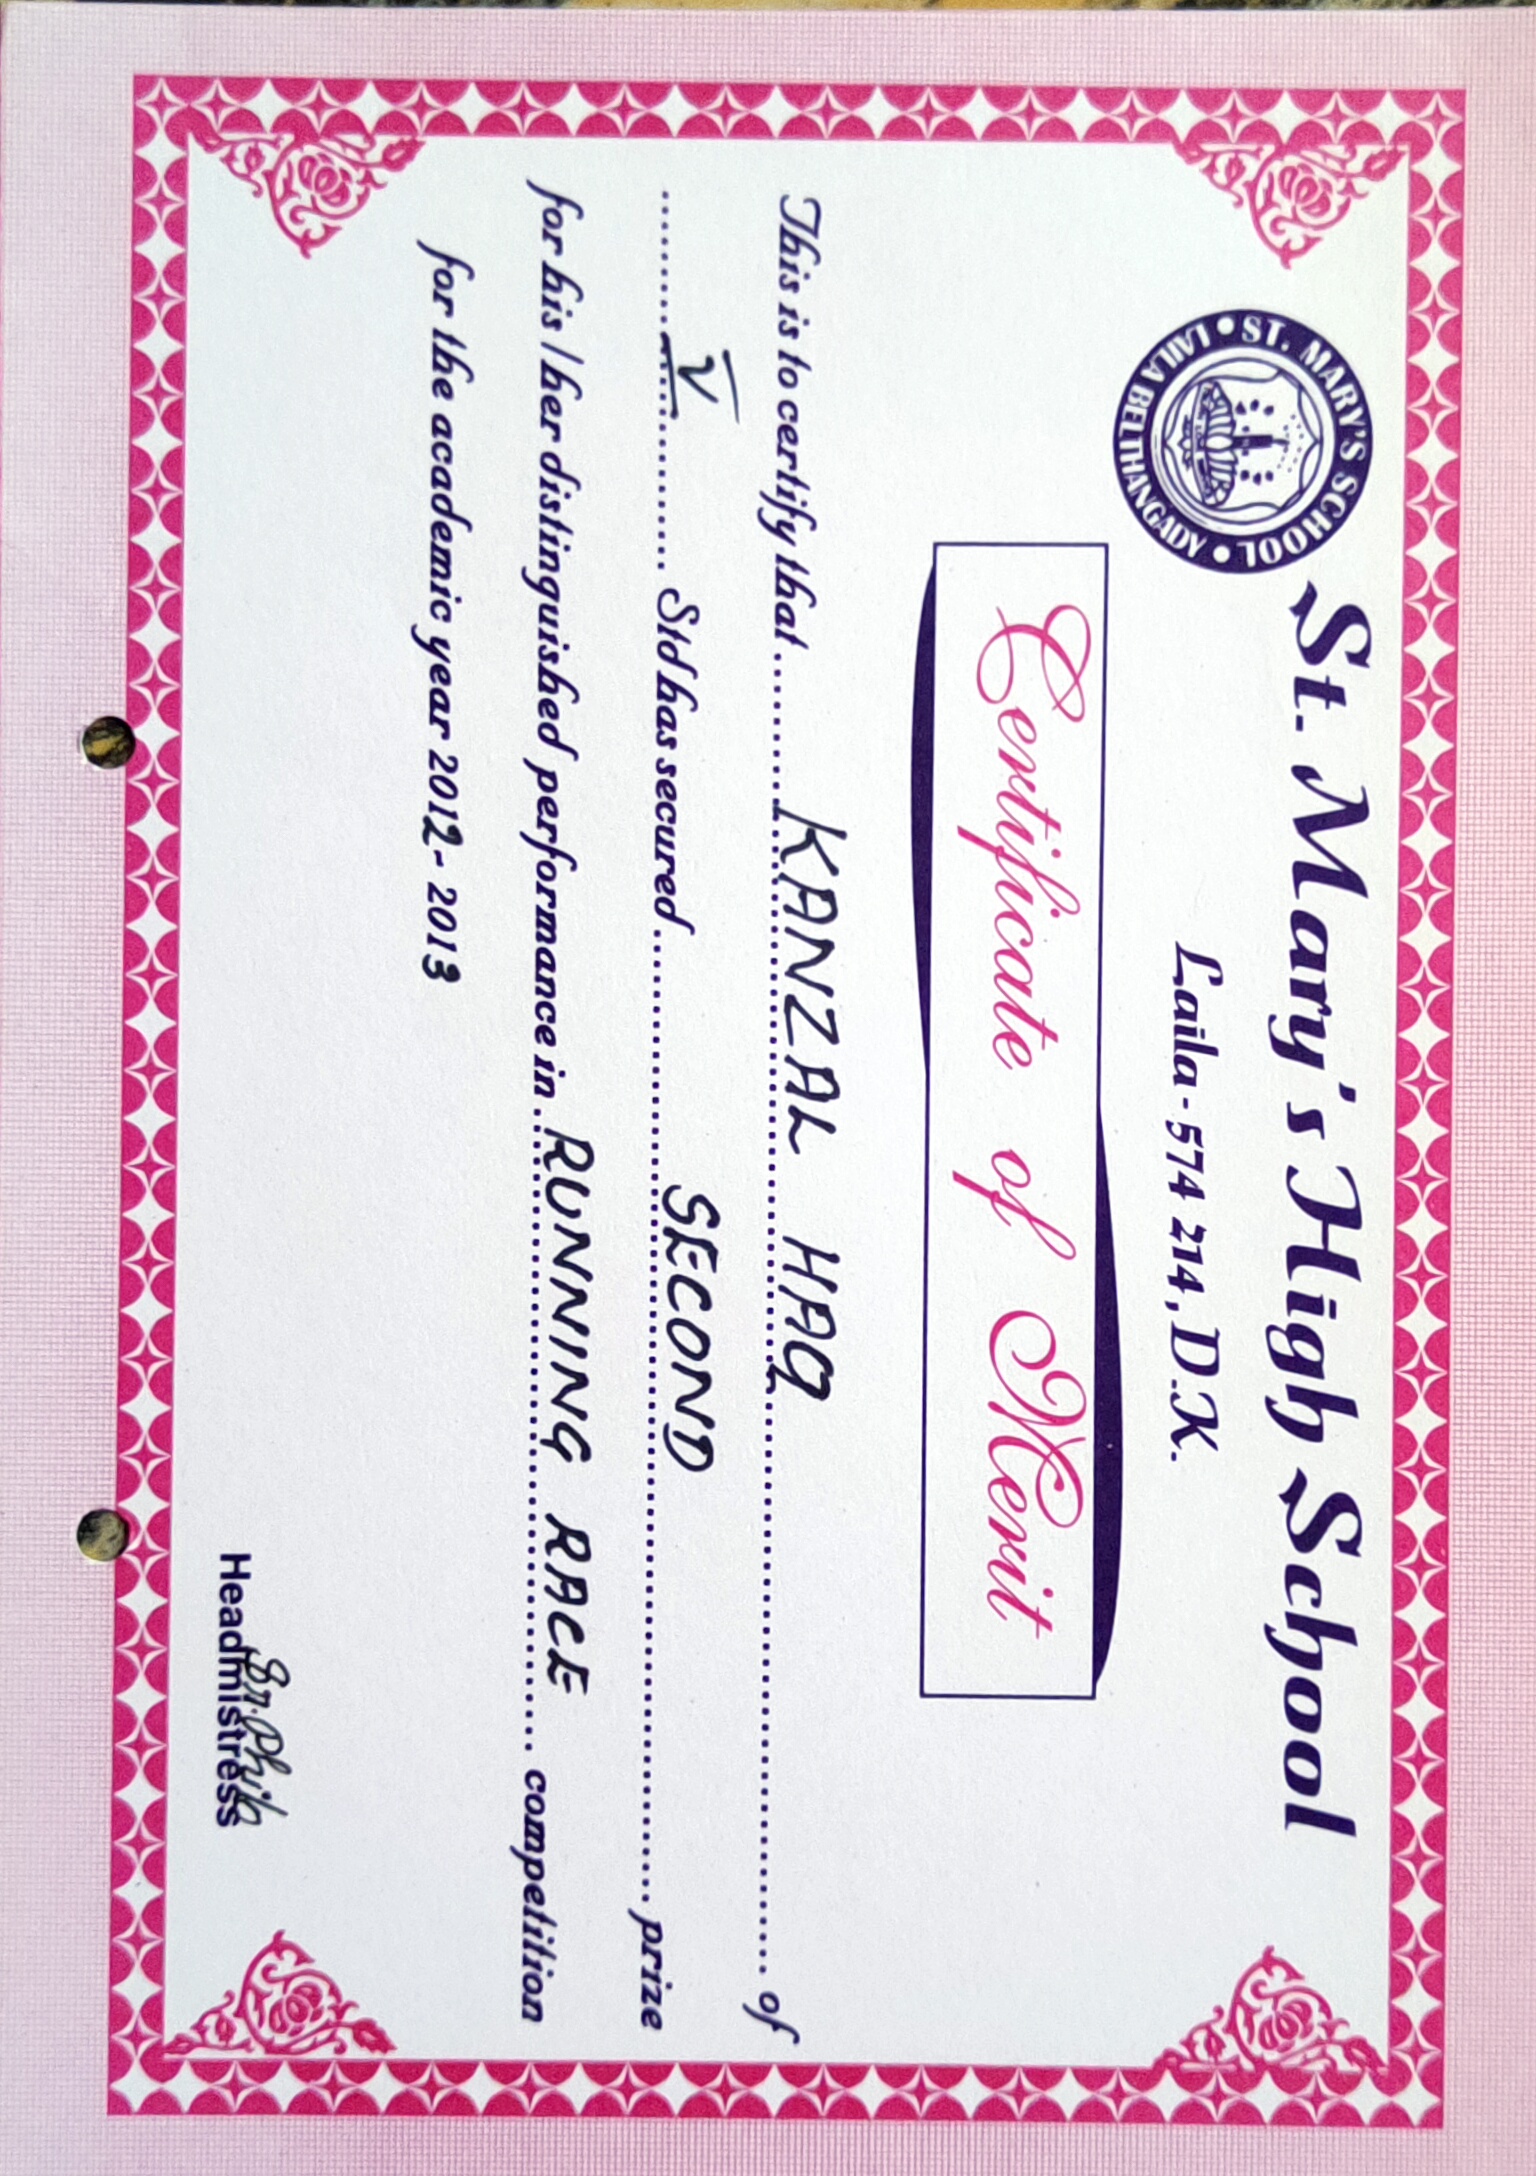 St. Mary's High School
ST. MARY'S SCHOOL • LAILA BELTHANGADY •
Laila - 574 214, D.K.
Certificate of Merit
This is to certify that KANZAL HAQ of
V Std has secured SECOND prize
for his / her distinguished performance in RUNNING RACE competition
for the academic year 2012 - 2013
Headmistress